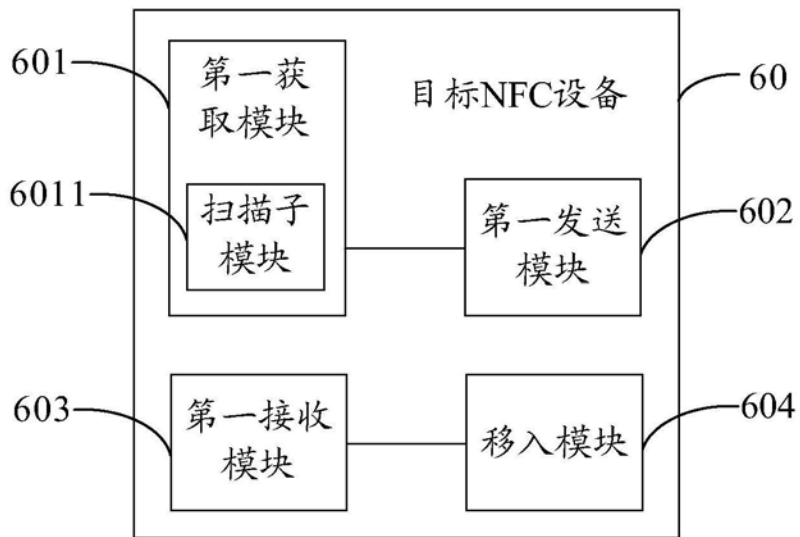 601
第一获
取模块
目标NFC设备
60
6011
扫描子
模块
第一发送
模块
602
603
第一接收
模块
移入模块
604